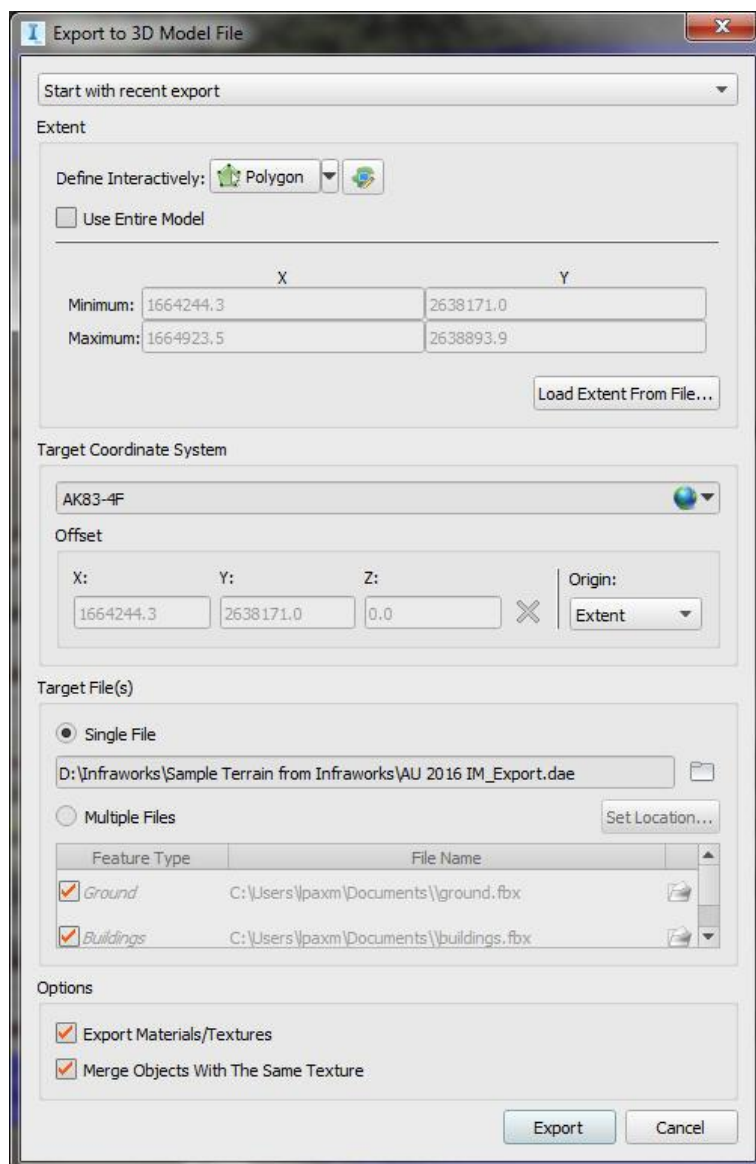 Export to 3D Model File
Start with recent export
Extent
Define Interactively: Polygon
Use Entire Model
X Y
Minimum: 1664244.3 2638171.0
Maximum: 1664923.5 2638893.9
Load Extent From File...
Target Coordinate System
AK83-4F
Offset
X: Y: Z: Origin:
1664244.3 2638171.0 0.0 Extent
Target File(s)
Single File
D:\Infraworks\Sample Terrain from Infraworks\AU 2016 IM_Export.dae
Multiple Files Set Location...
Feature Type File Name
Ground C:\Users\lpaxm\Documents\\ground.fbx
Buildings C:\Users\lpaxm\Documents\\buildings.fbx
Options
Export Materials/Textures
Merge Objects With The Same Texture
Export Cancel